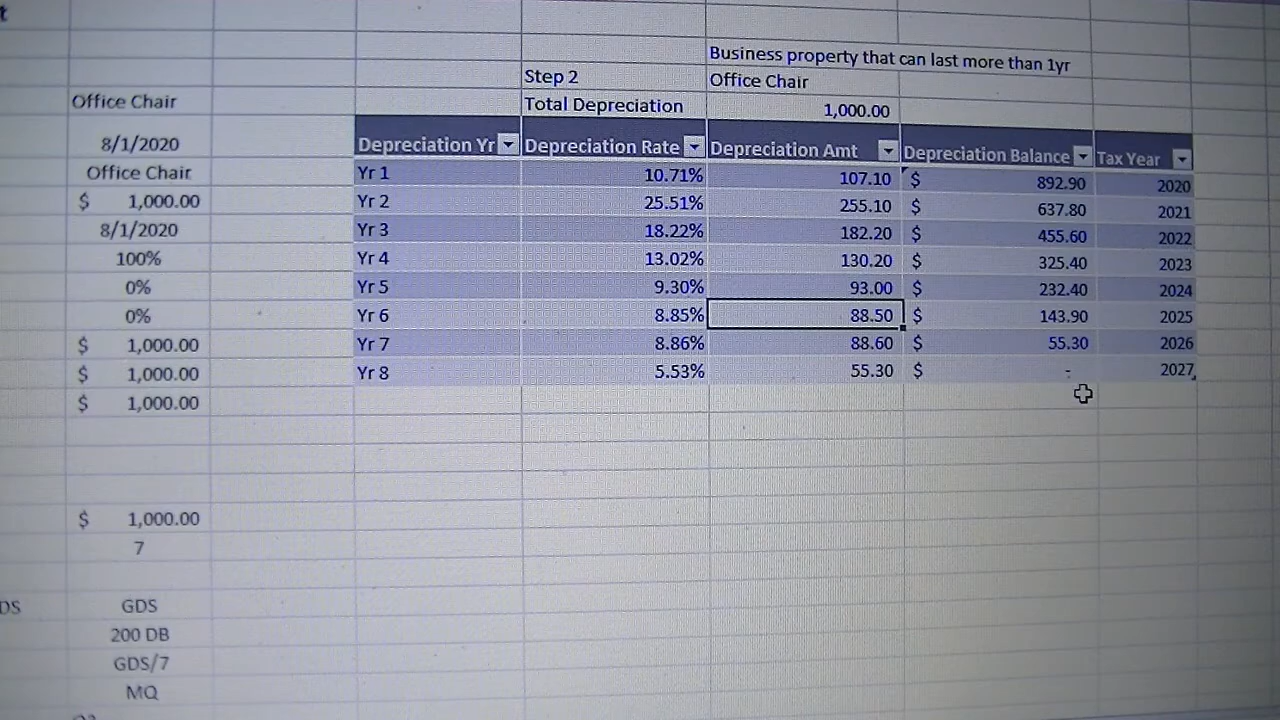 t
Business property that can last more than 1yr
Step 2 Office Chair
Office Chair Total Depreciation 1,000.00
8/1/2020 Depreciation Yr Depreciation Rate Depreciation Amt Depreciation Balance Tax Year
Office Chair Yr 1 10.71% 107.10 $ 892.90 2020
$ 1,000.00 Yr 2 25.51% 255.10 $ 637.80 2021
8/1/2020 Yr 3 18.22% 182.20 $ 455.60 2022
100% Yr 4 13.02% 130.20 $ 325.40 2023
0% Yr 5 9.30% 93.00 $ 232.40 2024
0% Yr 6 8.85% 88.50 $ 143.90 2025
$ 1,000.00 Yr 7 8.86% 88.60 $ 55.30 2026
$ 1,000.00 Yr 8 5.53% 55.30 $ - 2027
$ 1,000.00
$ 1,000.00
7
DS GDS
200 DB
GDS/7
MQ